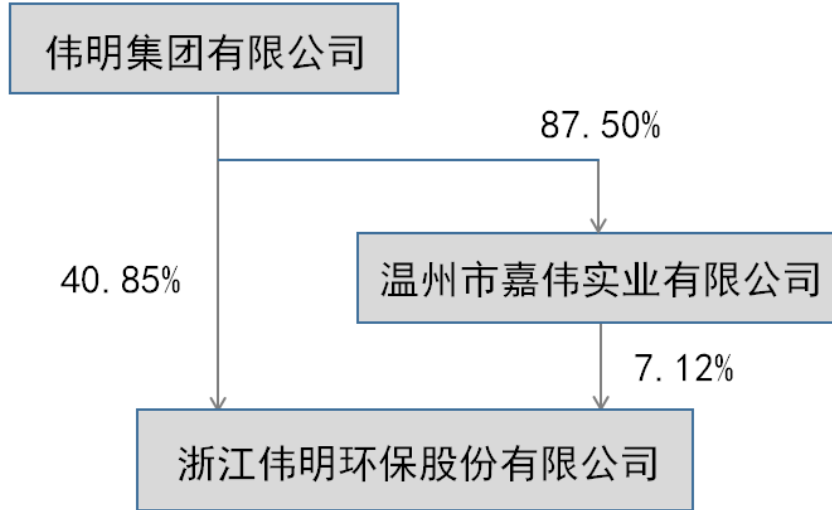 伟明集团有限公司
87.50%
40.85%
温州市嘉伟实业有限公司
7.12%
浙江伟明环保股份有限公司